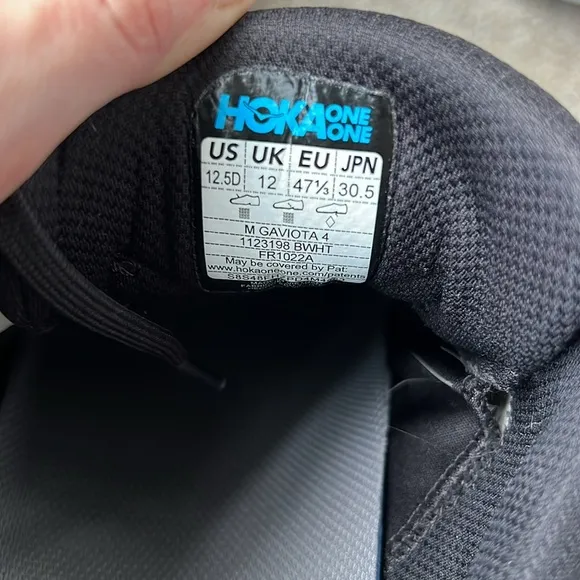 HOKA ONE ONE
US UK EU JPN
12.5D 12 47⅓ 30.5
M GAVIOTA 4
1123198 BWHT
FR1022A
May be covered by Pat:
www.hokaoneone.com/patents